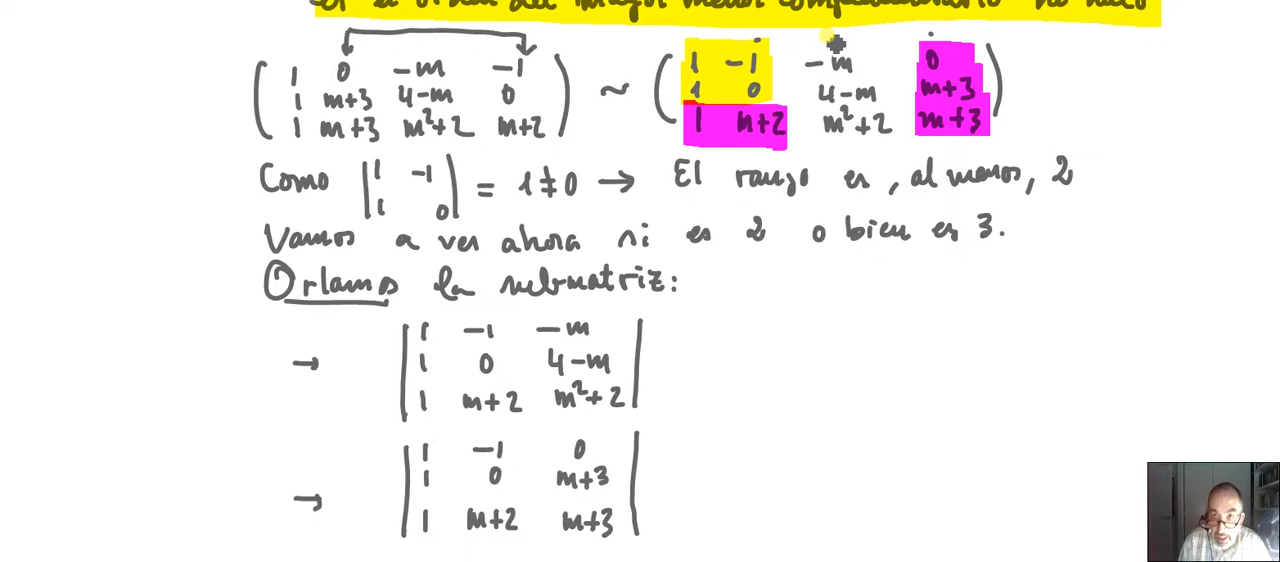 ( 1 0 -m -1 ) ~ ( 1 -1 -m 0 )
( 1 m+3 4-m 0 ) ( 1 0 4-m m+3 )
( 1 m+3 m²+2 m+2 ) ( 1 m+2 m²+2 m+3 )
Como | 1 -1 | = 1 ≠ 0 → El rango es, al menos, 2
| 1 0 |
Vamos a ver ahora si es 2 o bien es 3.
Orlamos la submatriz:
| 1 -1 -m |
→ | 1 0 4-m |
| 1 m+2 m²+2 |
| 1 -1 0 |
| 1 0 m+3 |
→ | 1 m+2 m+3 |